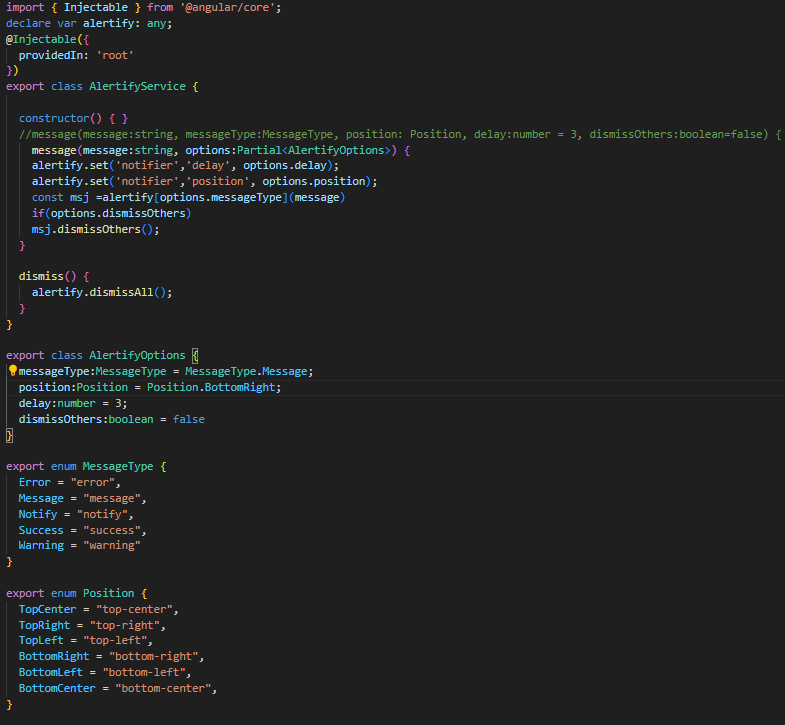 import { Injectable } from '@angular/core';
declare var alertify: any;
@Injectable({
  providedIn: 'root'
})
export class AlertifyService {

  constructor() { }
  //message(message:string, messageType:MessageType, position: Position, delay:number = 3, dismissOthers:boolean=false) {
    message(message:string, options:Partial<AlertifyOptions>) {
    alertify.set('notifier','delay', options.delay);
    alertify.set('notifier','position', options.position);
    const msj =alertify[options.messageType](message)
    if(options.dismissOthers)
    msj.dismissOthers();
  }

  dismiss() {
    alertify.dismissAll();
  }
}

export class AlertifyOptions {
  messageType:MessageType = MessageType.Message;
  position:Position = Position.BottomRight;
  delay:number = 3;
  dismissOthers:boolean = false
}

export enum MessageType {
  Error = "error",
  Message = "message",
  Notify = "notify",
  Success = "success",
  Warning = "warning"
}

export enum Position {
  TopCenter = "top-center",
  TopRight = "top-right",
  TopLeft = "top-left",
  BottomRight = "bottom-right",
  BottomLeft = "bottom-left",
  BottomCenter = "bottom-center",
}